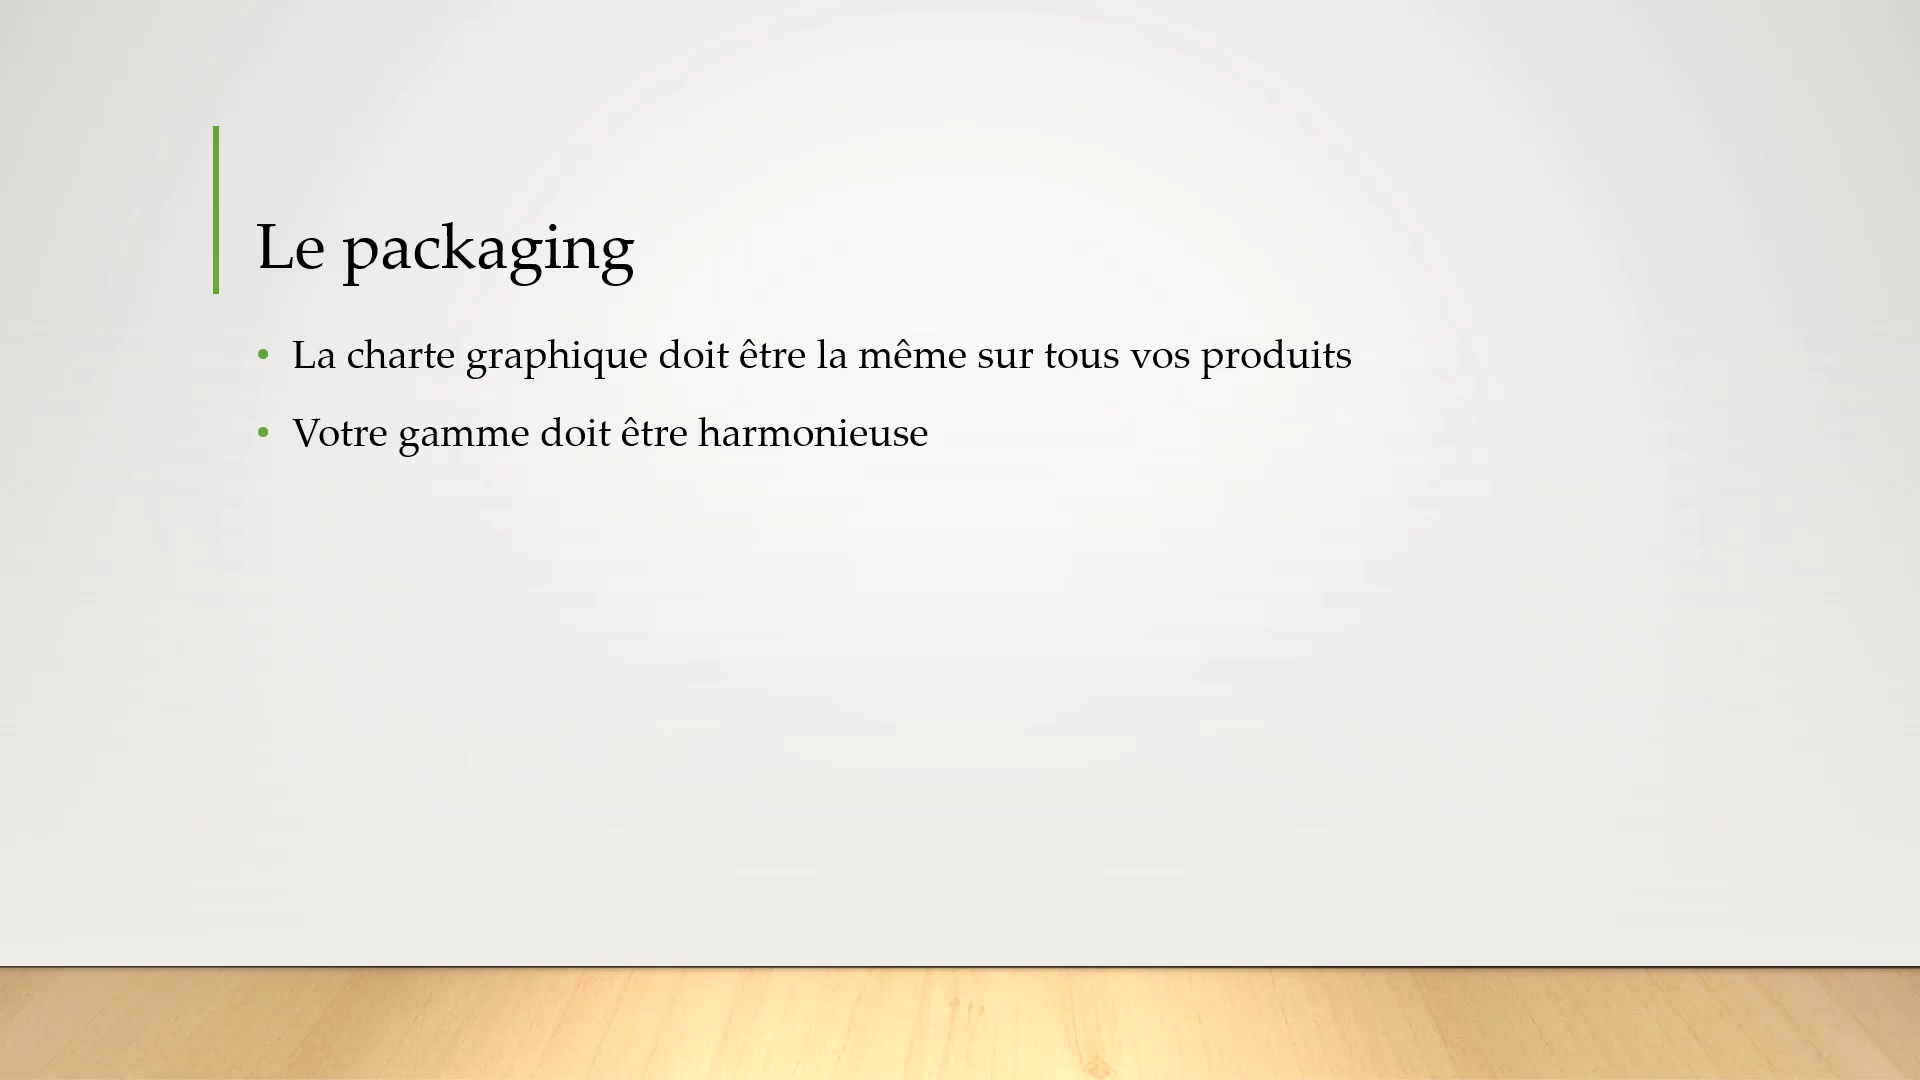 Le packaging
• La charte graphique doit être la même sur tous vos produits
• Votre gamme doit être harmonieuse